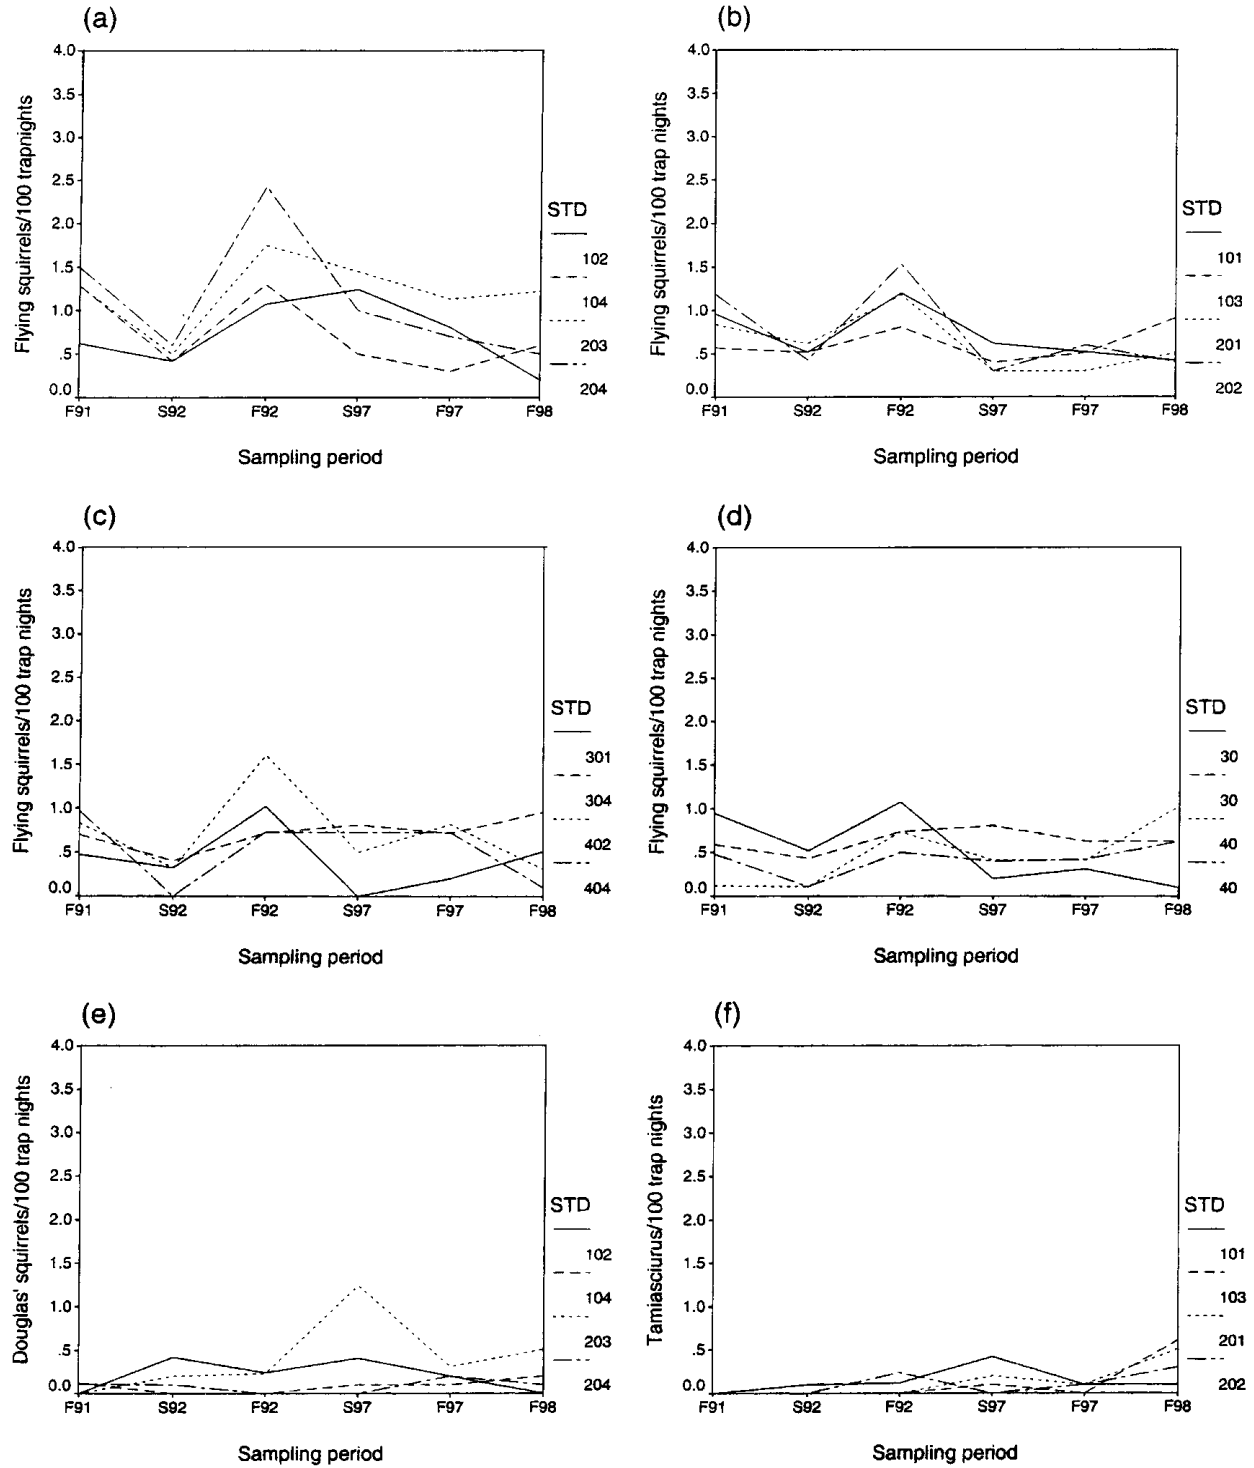 (a)
4.0
3.5
3.0
2.5
2.0
1.5
1.0
.5
0.0
Flying squirrels/100 trapnights
F91 S92 F92 S97 F97 F98
Sampling period
STD
102
104
203
204
(b)
4.0
3.5
3.0
2.5
2.0
1.5
1.0
.5
0.0
Flying squirrels/100 trap nights
F91 S92 F92 S97 F97 F98
Sampling period
STD
101
103
201
202
(c)
4.0
3.5
3.0
2.5
2.0
1.5
1.0
.5
0.0
Flying squirrels/100 trap nights
F91 S92 F92 S97 F97 F98
Sampling period
STD
301
304
402
404
(d)
4.0
3.5
3.0
2.5
2.0
1.5
1.0
.5
0.0
Flying squirrels/100 trap nights
F91 S92 F92 S97 F97 F98
Sampling period
STD
30
30
40
40
(e)
4.0
3.5
3.0
2.5
2.0
1.5
1.0
.5
0.0
Douglas' squirrels/100 trap nights
F91 S92 F92 S97 F97 F98
Sampling period
STD
102
104
203
204
(f)
4.0
3.5
3.0
2.5
2.0
1.5
1.0
.5
0.0
Tamiasciurus/100 trap nights
F91 S92 F92 S97 F97 F98
Sampling period
STD
101
103
201
202